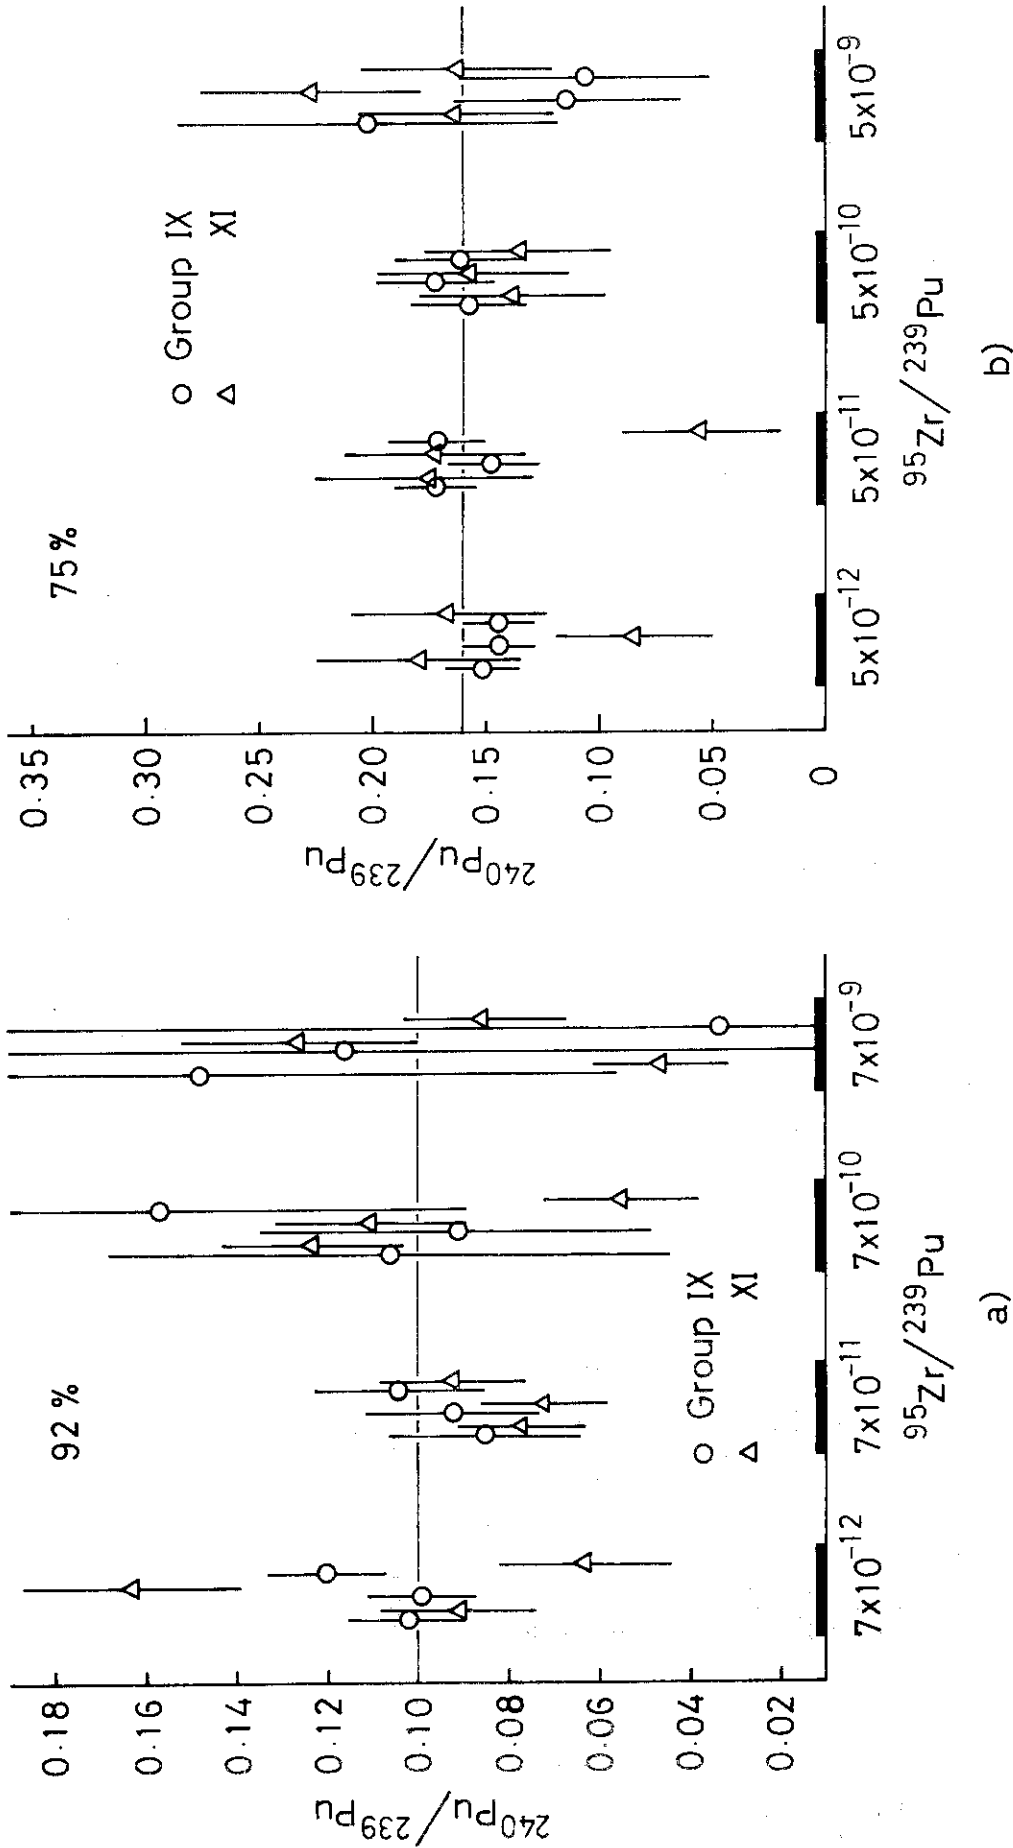 92 %
²⁴⁰Pu/²³⁹Pu
0·18
0·16
0·14
0·12
0·10
0·08
0·06
0·04
0·02
○ Group IX
△ XI
7x10⁻¹² 7x10⁻¹¹ 7x10⁻¹⁰ 7x10⁻⁹
⁹⁵Zr/²³⁹Pu
a)
75 %
²⁴⁰Pu/²³⁹Pu
0·35
0·30
0·25
0·20
0·15
0·10
0·05
0
○ Group IX
△ XI
5x10⁻¹² 5x10⁻¹¹ 5x10⁻¹⁰ 5x10⁻⁹
⁹⁵Zr/²³⁹Pu
b)